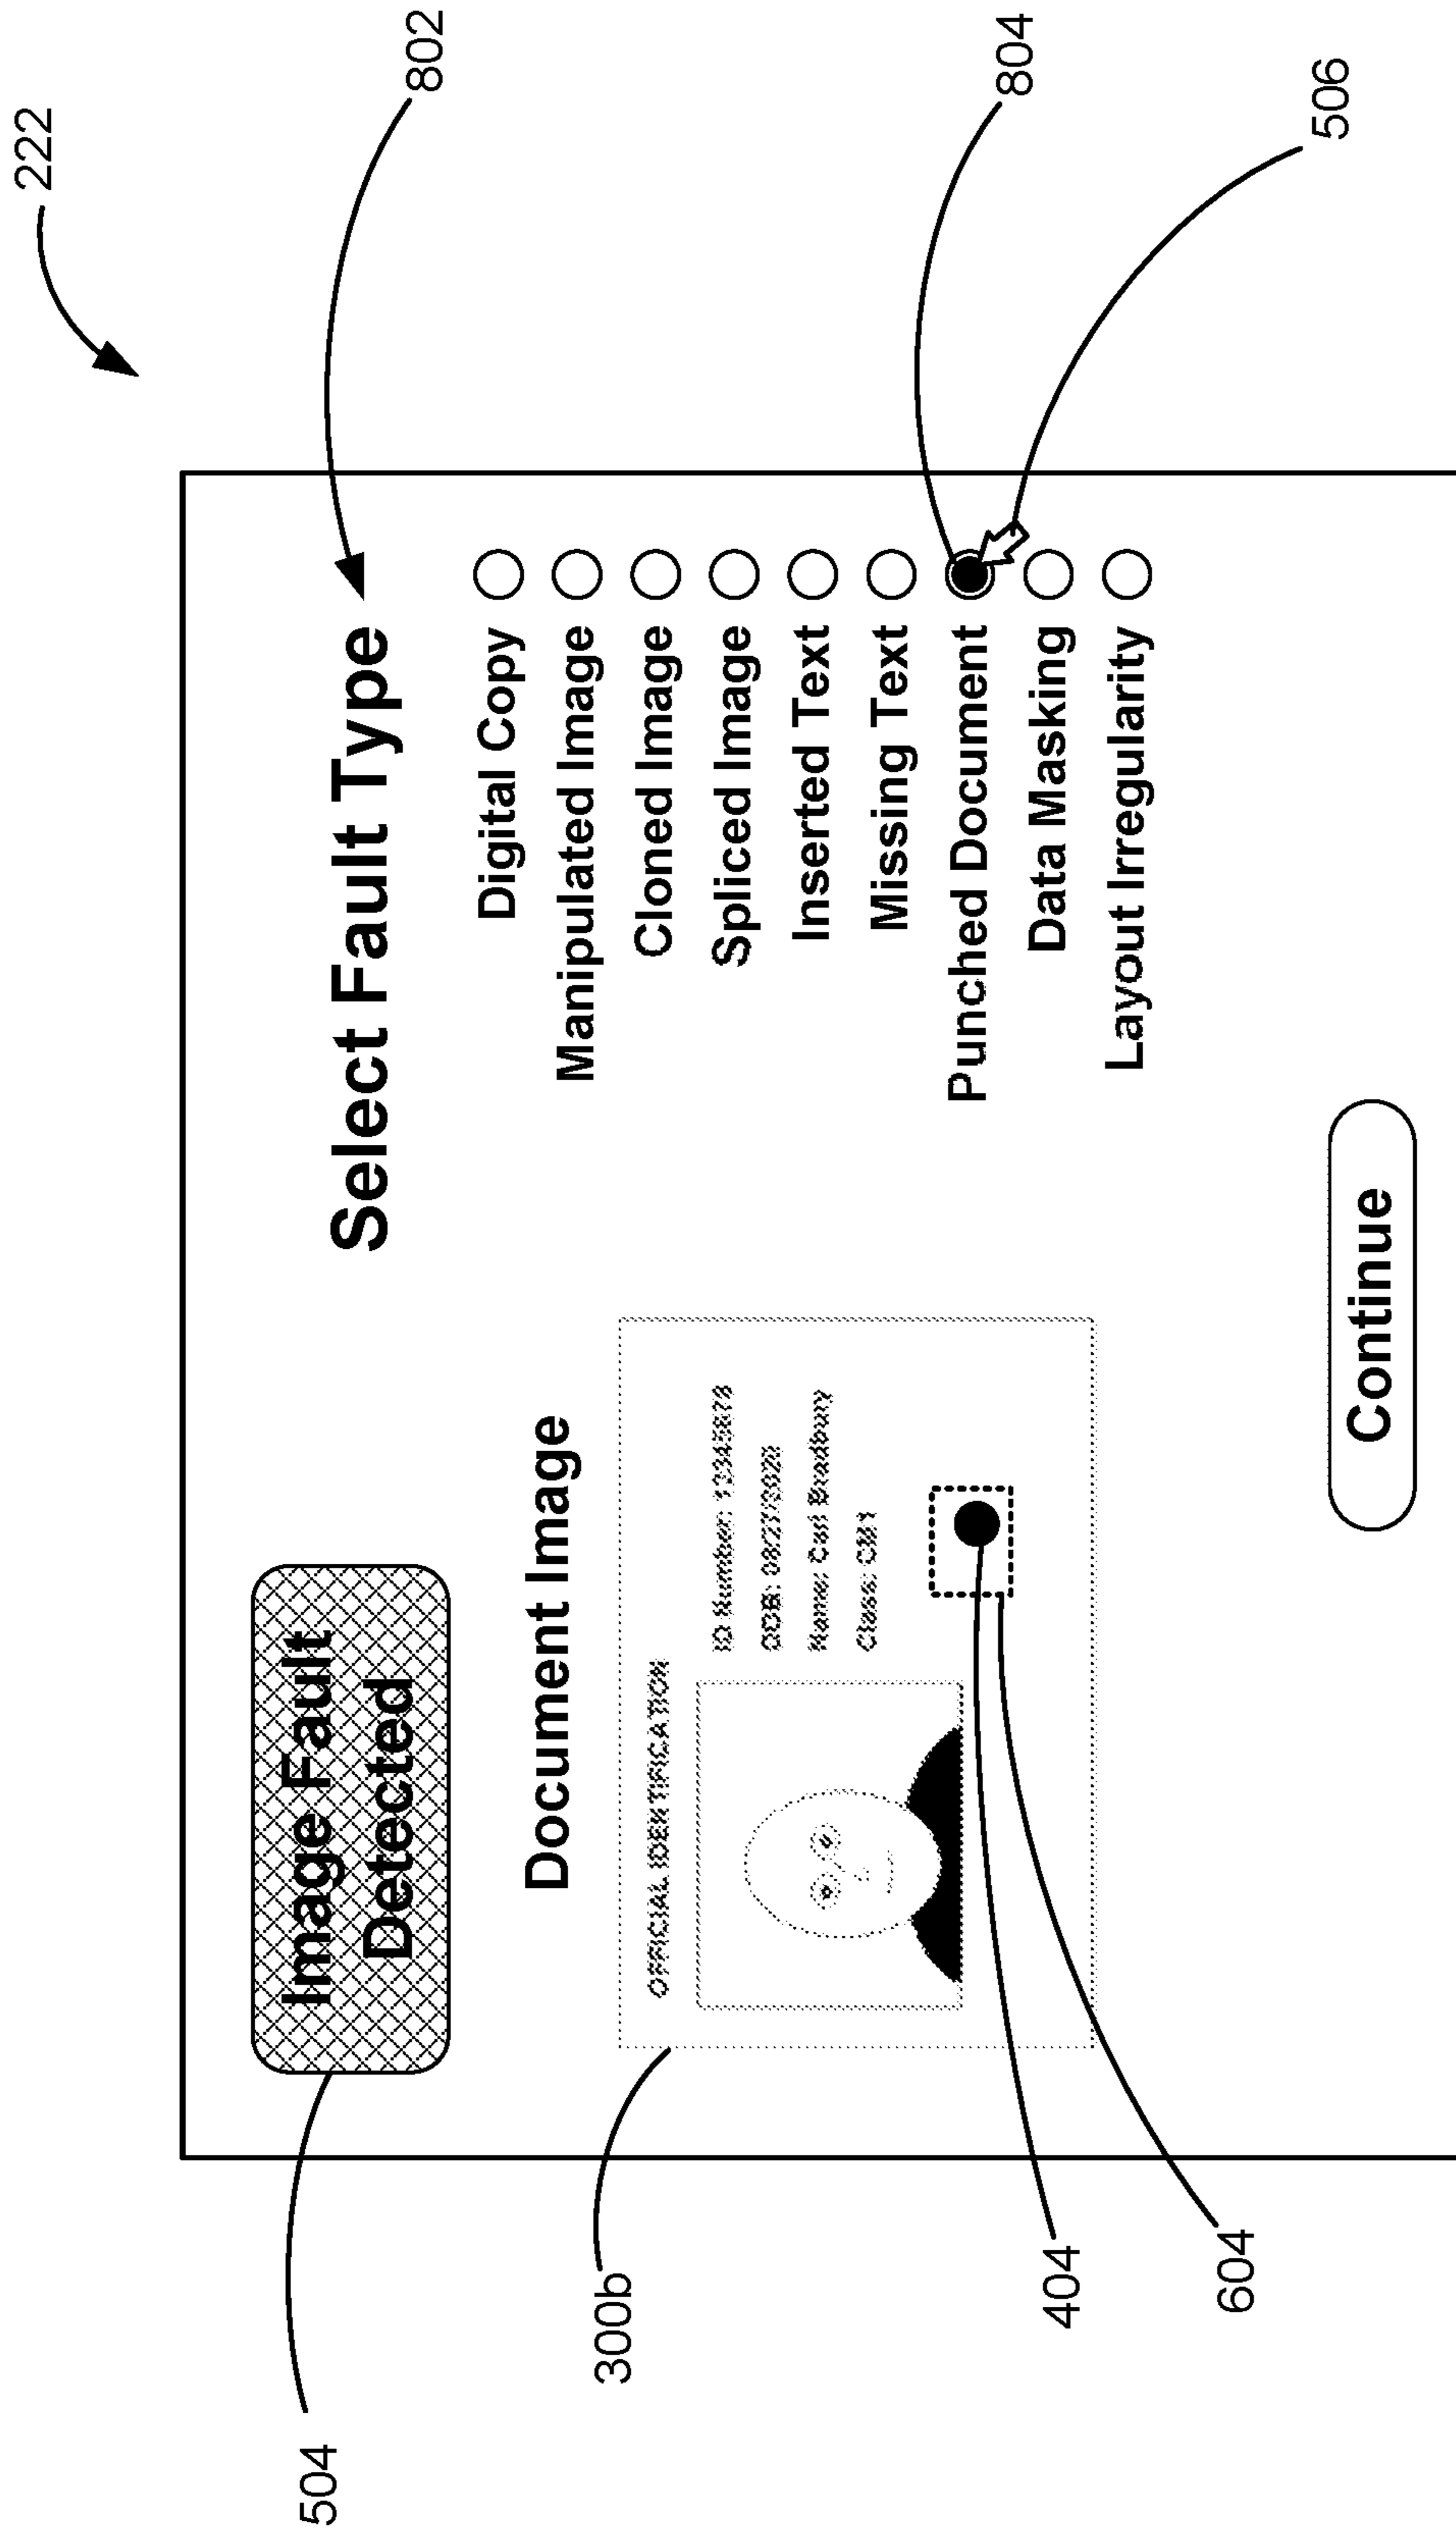 222
Image Fault
Detected
504
Select Fault Type
802
Document Image
300b
OFFICIAL IDENTIFICATION
ID Number: 12345678
DOB: 08/27/2020
Name: Carl Bradbury
Class: CM1
404
604
Digital Copy
Manipulated Image
Cloned Image
Spliced Image
Inserted Text
Missing Text
Punched Document
Data Masking
Layout Irregularity
804
506
Continue